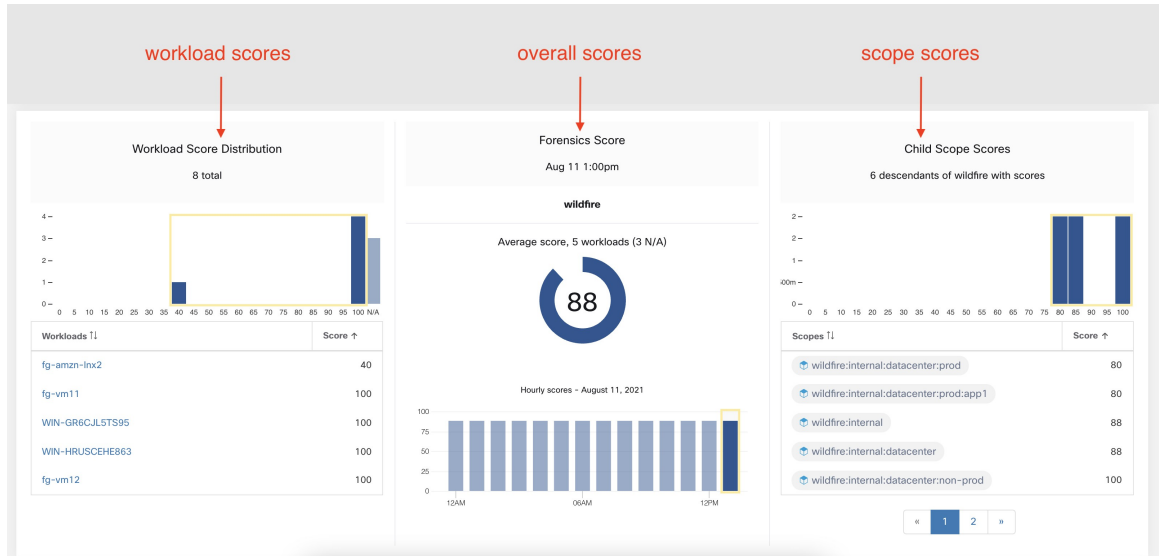 workload scores
overall scores
scope scores
Workload Score Distribution
8 total
4
3
2
1
0
0 5 10 15 20 25 30 35 40 45 50 55 60 65 70 75 80 85 90 95 100 N/A
Workloads Score
fg-amzn-lnx2 40
fg-vm11 100
WIN-GR6CJL5TS95 100
WIN-HRUSCEHE863 100
fg-vm12 100
Forensics Score
Aug 11 1:00pm
wildfire
Average score, 5 workloads (3 N/A)
88
Hourly scores - August 11, 2021
100
75
50
25
0
12AM 06AM 12PM
Child Scope Scores
6 descendants of wildfire with scores
2
2
1
00m
0
0 5 10 15 20 25 30 35 40 45 50 55 60 65 70 75 80 85 90 95 100
Scopes Score
wildfire:internal:datacenter:prod 80
wildfire:internal:datacenter:prod:app1 80
wildfire:internal 88
wildfire:internal:datacenter 88
wildfire:internal:datacenter:non-prod 100
« 1 2 »